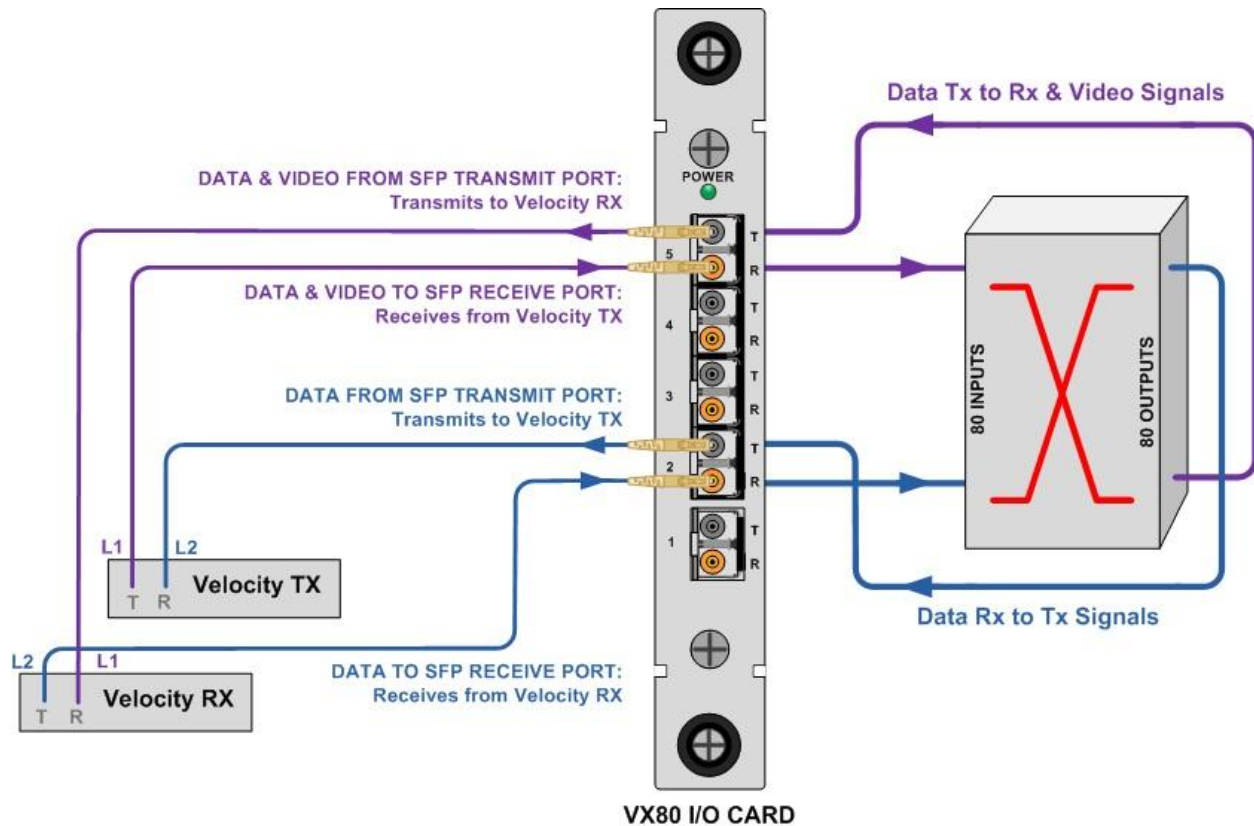 Data Tx to Rx & Video Signals
DATA & VIDEO FROM SFP TRANSMIT PORT:
Transmits to Velocity RX
POWER
T
5
R
DATA & VIDEO TO SFP RECEIVE PORT:
Receives from Velocity TX
T
4
R
DATA FROM SFP TRANSMIT PORT:
Transmits to Velocity TX
T
3
R
T
2
R
T
1
R
80 INPUTS
80 OUTPUTS
L1
L2
Velocity TX
T
R
Data Rx to Tx Signals
L2
L1
Velocity RX
T
R
DATA TO SFP RECEIVE PORT:
Receives from Velocity RX
VX80 I/O CARD